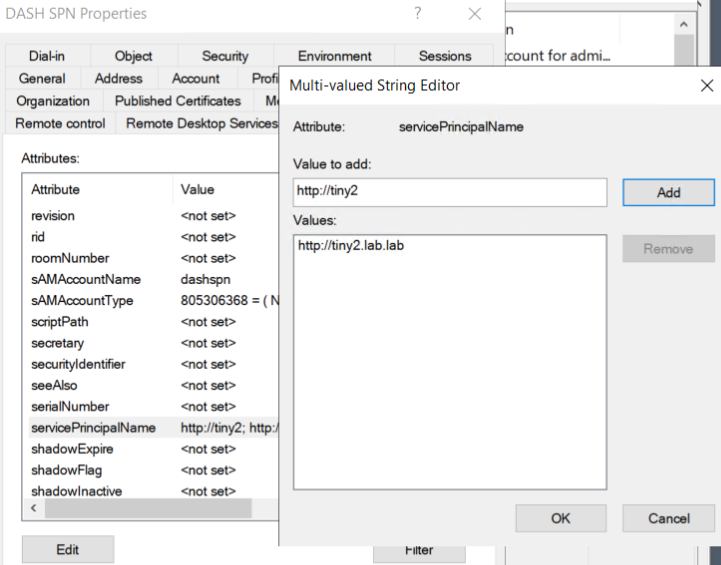 DASH SPN Properties ?
Dial-in Object Security Environment Sessions
General Address Account Profi
Organization Published Certificates Me
Remote control Remote Desktop Services
Attributes:
Attribute Value
revision <not set>
rid <not set>
roomNumber <not set>
sAMAccountName dashspn
sAMAccountType 805306368 = ( N
scriptPath <not set>
secretary <not set>
securityIdentifier <not set>
seeAlso <not set>
serialNumber <not set>
servicePrincipalName http://tiny2; http:/
shadowExpire <not set>
shadowFlag <not set>
shadowInactive <not set>
Edit Filter
n
count for admi...
Multi-valued String Editor
Attribute: servicePrincipalName
Value to add:
http://tiny2 Add
Values:
http://tiny2.lab.lab Remove
OK Cancel